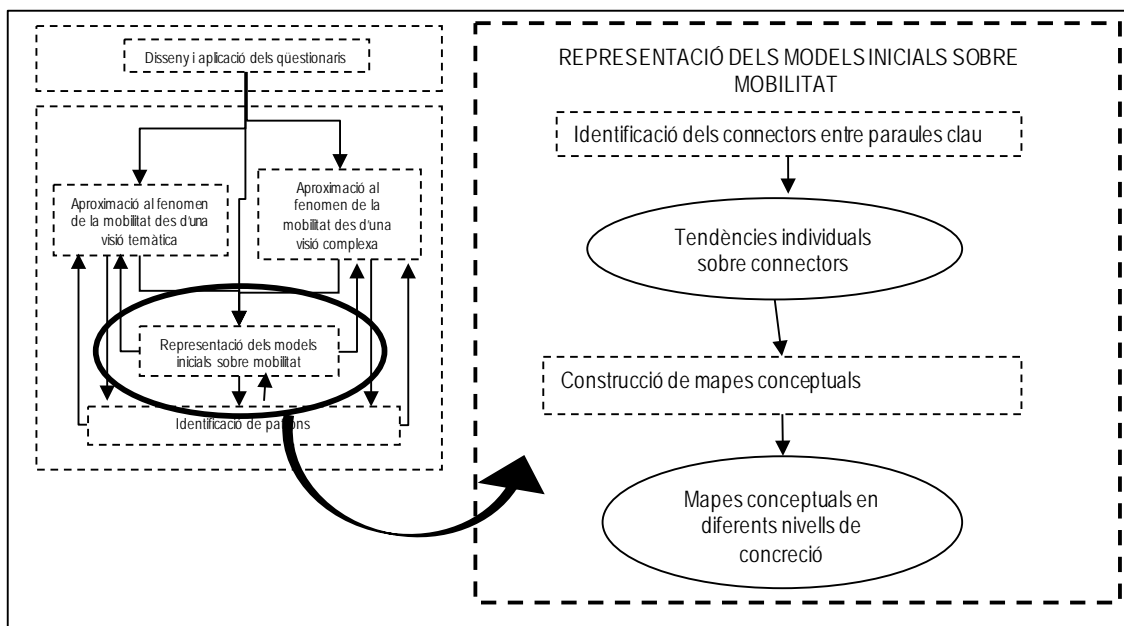 Disseny i aplicació dels qüestionaris
Aproximació al fenomen
de la mobilitat des d'una
visió temàtica
Aproximació al
fenomen de la
mobilitat des d'una
visió complexa
Representació dels models
inicials sobre mobilitat
Identificació de patrons
REPRESENTACIÓ DELS MODELS INICIALS SOBRE
MOBILITAT
Identificació dels connectors entre paraules clau
Tendències individuals
sobre connectors
Construcció de mapes conceptuals
Mapes conceptuals en
diferents nivells de
concreció